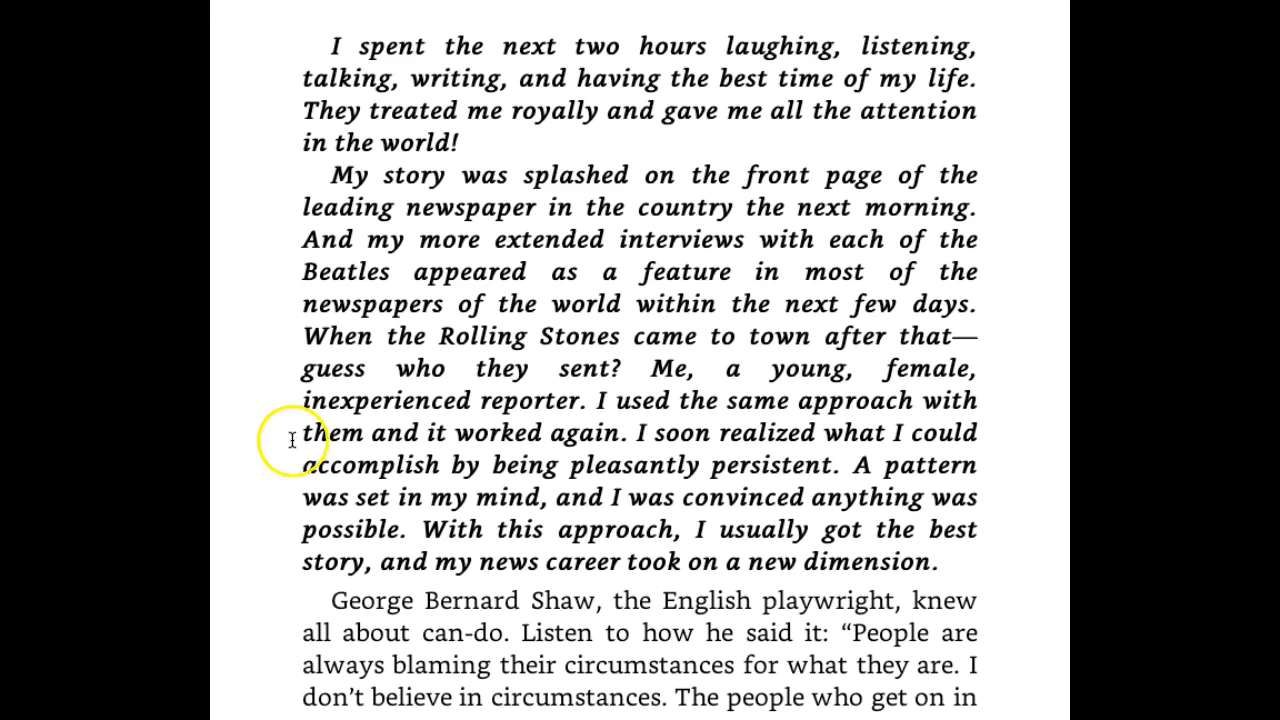 I spent the next two hours laughing, listening,
talking, writing, and having the best time of my life.
They treated me royally and gave me all the attention
in the world!
My story was splashed on the front page of the
leading newspaper in the country the next morning.
And my more extended interviews with each of the
Beatles appeared as a feature in most of the
newspapers of the world within the next few days.
When the Rolling Stones came to town after that—
guess who they sent? Me, a young, female,
inexperienced reporter. I used the same approach with
them and it worked again. I soon realized what I could
accomplish by being pleasantly persistent. A pattern
was set in my mind, and I was convinced anything was
possible. With this approach, I usually got the best
story, and my news career took on a new dimension.
George Bernard Shaw, the English playwright, knew
all about can-do. Listen to how he said it: “People are
always blaming their circumstances for what they are. I
don’t believe in circumstances. The people who get on in